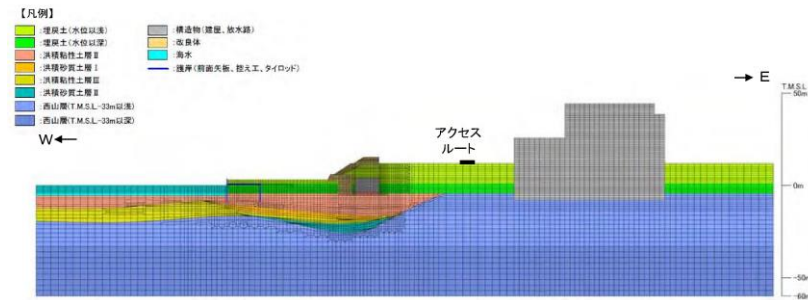 【凡例】
:埋戻土(水位以浅)
:埋戻土(水位以深)
:洪積粘性土層Ⅱ
:洪積砂質土層Ⅰ
:洪積粘性土層Ⅲ
:洪積砂質土層Ⅱ
:西山層(T.M.S.L.-33m以浅)
:西山層(T.M.S.L.-33m以深)
:構造物(建屋、放水路)
:改良体
:海水
:護岸(前面矢板、控え工、タイロッド)
W←
→ E
アクセス
ルート
T.M.S.L.
50m
0m
-50m
-60m